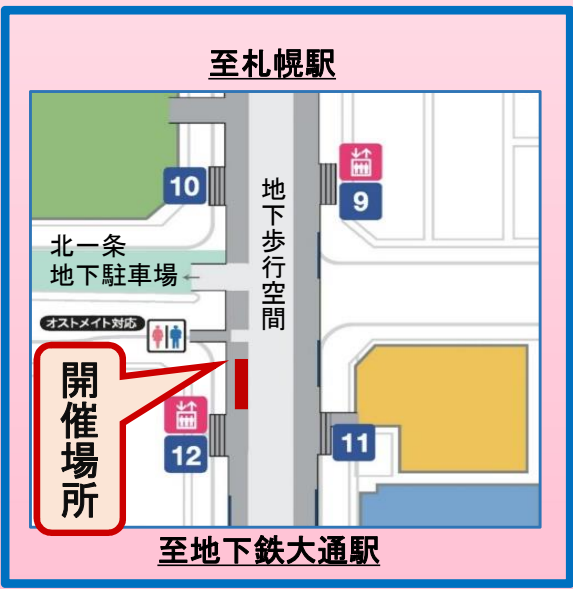 至札幌駅
10
9
地下歩行空間
北一条
地下駐車場←
オストメイト対応
開催場所
12
11
至地下鉄大通駅